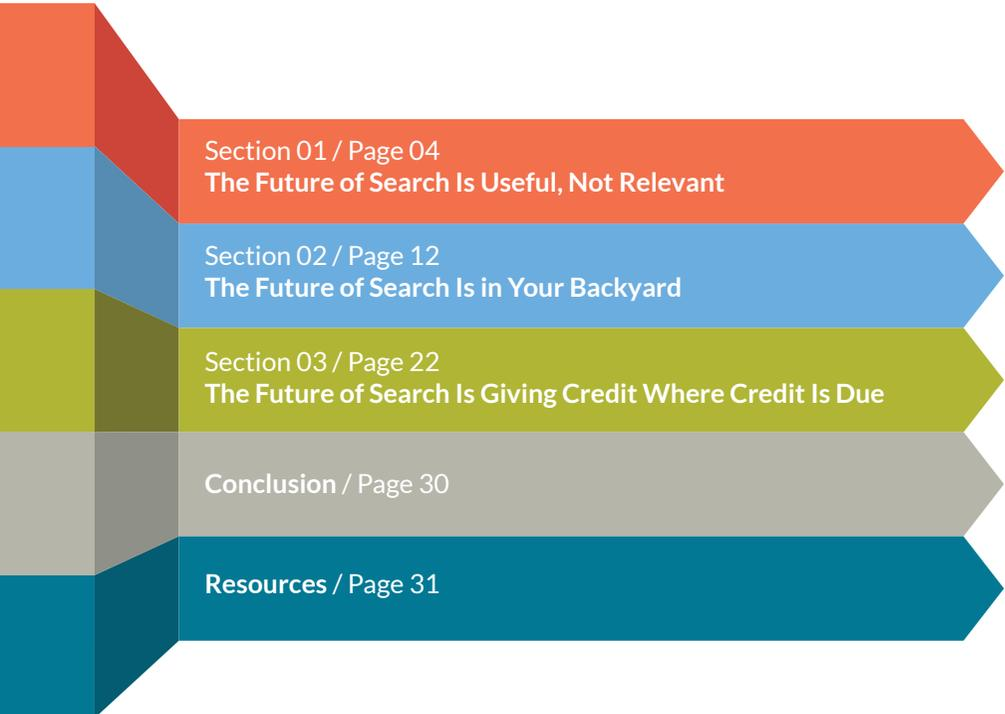 Section 01 / Page 04
The Future of Search Is Useful, Not Relevant
Section 02 / Page 12
The Future of Search Is in Your Backyard
Section 03 / Page 22
The Future of Search Is Giving Credit Where Credit Is Due
Conclusion / Page 30
Resources / Page 31